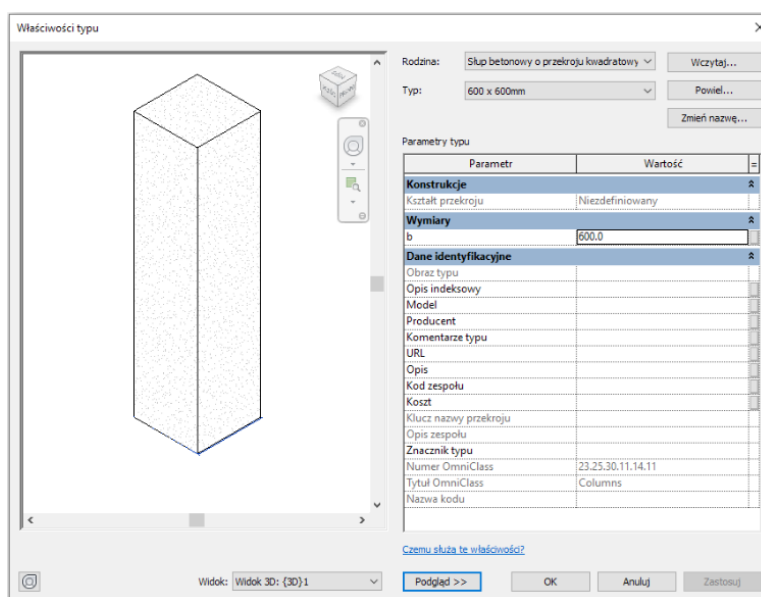 Właściwości typu
Rodzina: Słup betonowy o przekroju kwadratowy Wczytaj...
Typ: 600 x 600mm Powiel...
Zmień nazwę...
Parametry typu
Parametr Wartość =
Konstrukcje
Kształt przekroju Niezdefiniowany
Wymiary
b 600.0
Dane identyfikacyjne
Obraz typu
Opis indeksowy
Model
Producent
Komentarze typu
URL
Opis
Kod zespołu
Koszt
Klucz nazwy przekroju
Opis zespołu
Znacznik typu
Numer OmniClass 23.25.30.11.14.11
Tytuł OmniClass Columns
Nazwa kodu
Czemu służą te właściwości?
Widok: Widok 3D: {3D}1 Podgląd >> OK Anuluj Zastosuj